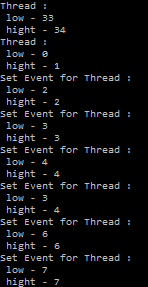 Thread :
low - 33
hight - 34
Thread :
low - 0
hight - 1
Set Event for Thread :
low - 2
hight - 2
Set Event for Thread :
low - 3
hight - 3
Set Event for Thread :
low - 4
hight - 4
Set Event for Thread :
low - 3
hight - 4
Set Event for Thread :
low - 6
hight - 6
Set Event for Thread :
low - 7
hight - 7